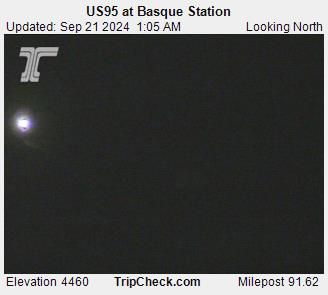 US95 at Basque Station
Updated: Sep 21 2024 1:05 AM Looking North
Elevation 4460 TripCheck.com Milepost 91.62